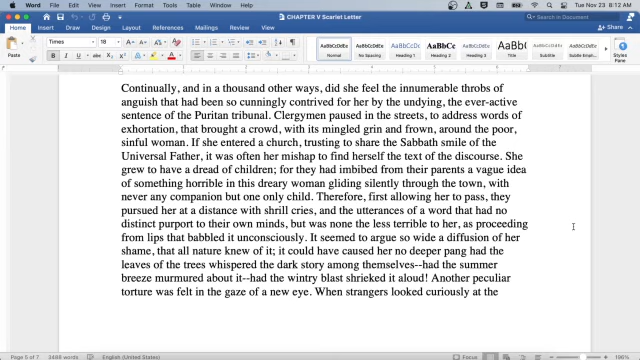 Word File Edit View Insert Format Tools Table Window Help Tue Nov 23 8:12 AM
CHAPTER V Scarlet Letter
Search in Document
Home Insert Draw Design Layout References Mailings Review View Share
Paste
Times 18
Normal No Spacing Heading 1 Heading 2 Heading 3 Title Subtitle Subtle Emph...
Continually, and in a thousand other ways, did she feel the innumerable throbs of
anguish that had been so cunningly contrived for her by the undying, the ever-active
sentence of the Puritan tribunal. Clergymen paused in the streets, to address words of
exhortation, that brought a crowd, with its mingled grin and frown, around the poor,
sinful woman. If she entered a church, trusting to share the Sabbath smile of the
Universal Father, it was often her mishap to find herself the text of the discourse. She
grew to have a dread of children; for they had imbibed from their parents a vague idea
of something horrible in this dreary woman gliding silently through the town, with
never any companion but one only child. Therefore, first allowing her to pass, they
pursued her at a distance with shrill cries, and the utterances of a word that had no
distinct purport to their own minds, but was none the less terrible to her, as proceeding
from lips that babbled it unconsciously. It seemed to argue so wide a diffusion of her
shame, that all nature knew of it; it could have caused her no deeper pang had the
leaves of the trees whispered the dark story among themselves--had the summer
breeze murmured about it--had the wintry blast shrieked it aloud! Another peculiar
torture was felt in the gaze of a new eye. When strangers looked curiously at the
Page 5 of 7 3486 words English (United States) Focus 196%